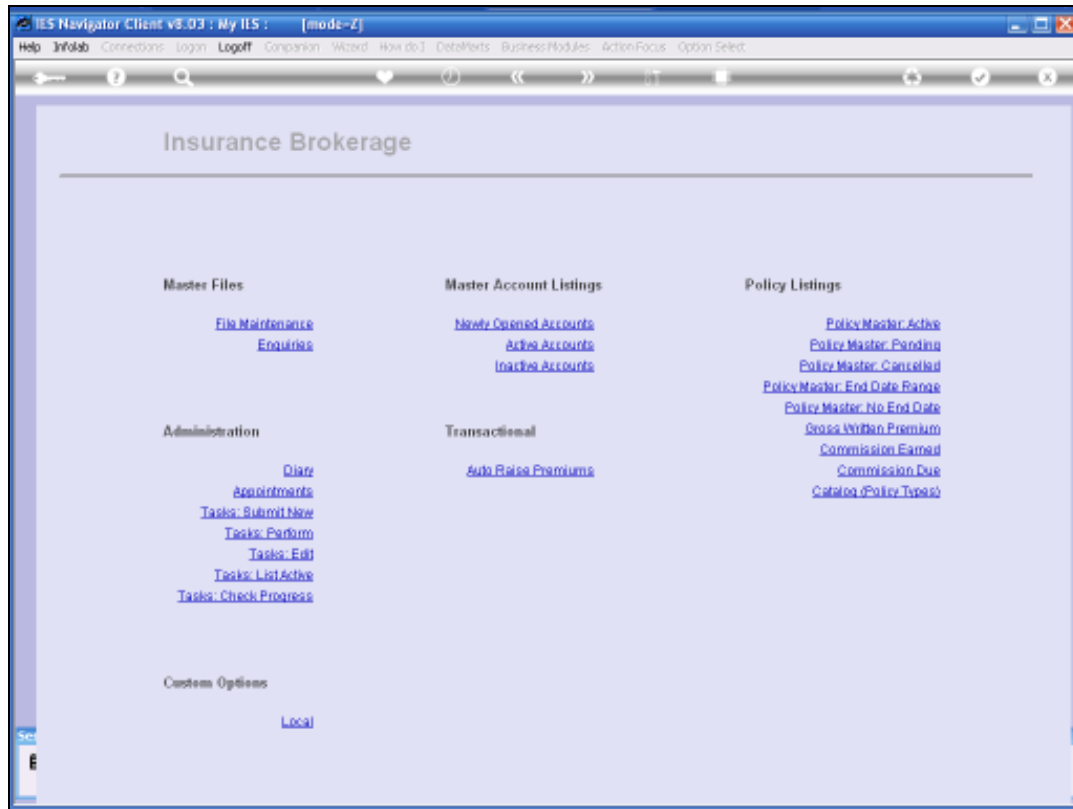 IES Navigator Client v8.03 : My IES :      [mode=Z]
Help Infolab Connections Logon Logoff Companion Wizard How do I DataMarts Business Modules Action Focus Option Select
Insurance Brokerage
Master Files
File Maintenance
Enquiries
Master Account Listings
Newly Opened Accounts
Active Accounts
Inactive Accounts
Policy Listings
Policy Master: Active
Policy Master: Pending
Policy Master: Cancelled
Policy Master: End Date Range
Policy Master: No End Date
Gross Written Premium
Commission Earned
Commission Due
Catalog (Policy Types)
Administration
Diary
Appointments
Tasks: Submit New
Tasks: Perform
Tasks: Edit
Tasks: List Active
Tasks: Check Progress
Transactional
Auto Raise Premiums
Custom Options
Local